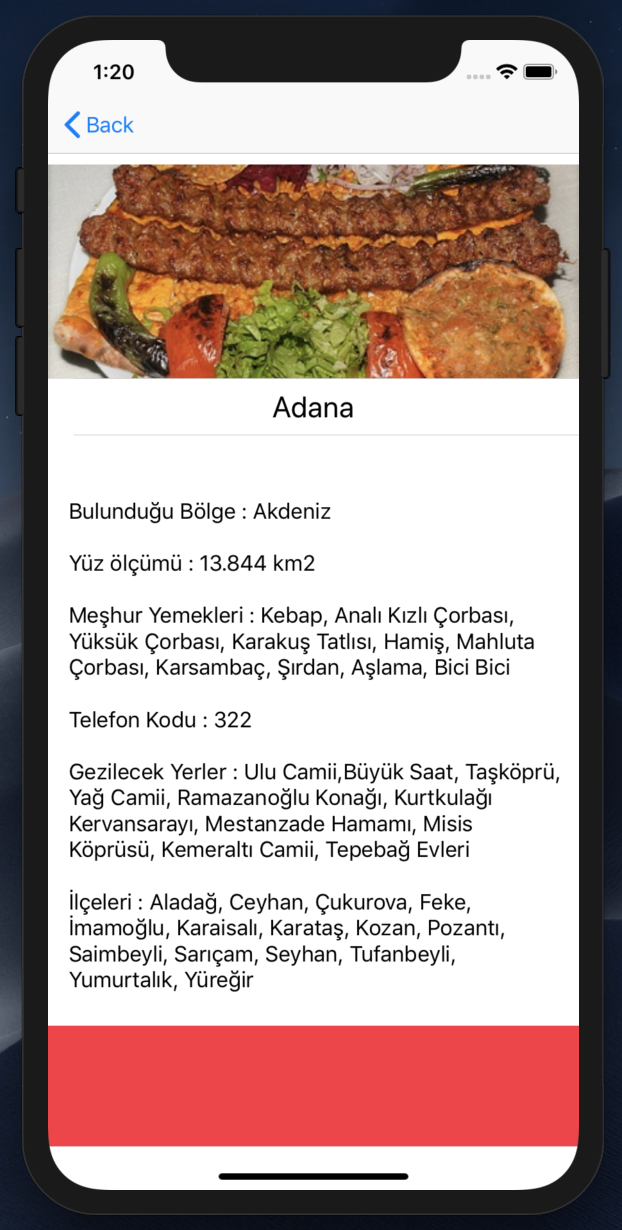 1:20
Back
Adana
Bulunduğu Bölge : Akdeniz
Yüz ölçümü : 13.844 km2
Meşhur Yemekleri : Kebap, Analı Kızlı Çorbası,
Yüksük Çorbası, Karakuş Tatlısı, Hamiş, Mahluta
Çorbası, Karsambaç, Şırdan, Aşlama, Bici Bici
Telefon Kodu : 322
Gezilecek Yerler : Ulu Camii,Büyük Saat, Taşköprü,
Yağ Camii, Ramazanoğlu Konağı, Kurtkulağı
Kervansarayı, Mestanzade Hamamı, Misis
Köprüsü, Kemeraltı Camii, Tepebağ Evleri
İlçeleri : Aladağ, Ceyhan, Çukurova, Feke,
İmamoğlu, Karaisalı, Karataş, Kozan, Pozantı,
Saimbeyli, Sarıçam, Seyhan, Tufanbeyli,
Yumurtalık, Yüreğir